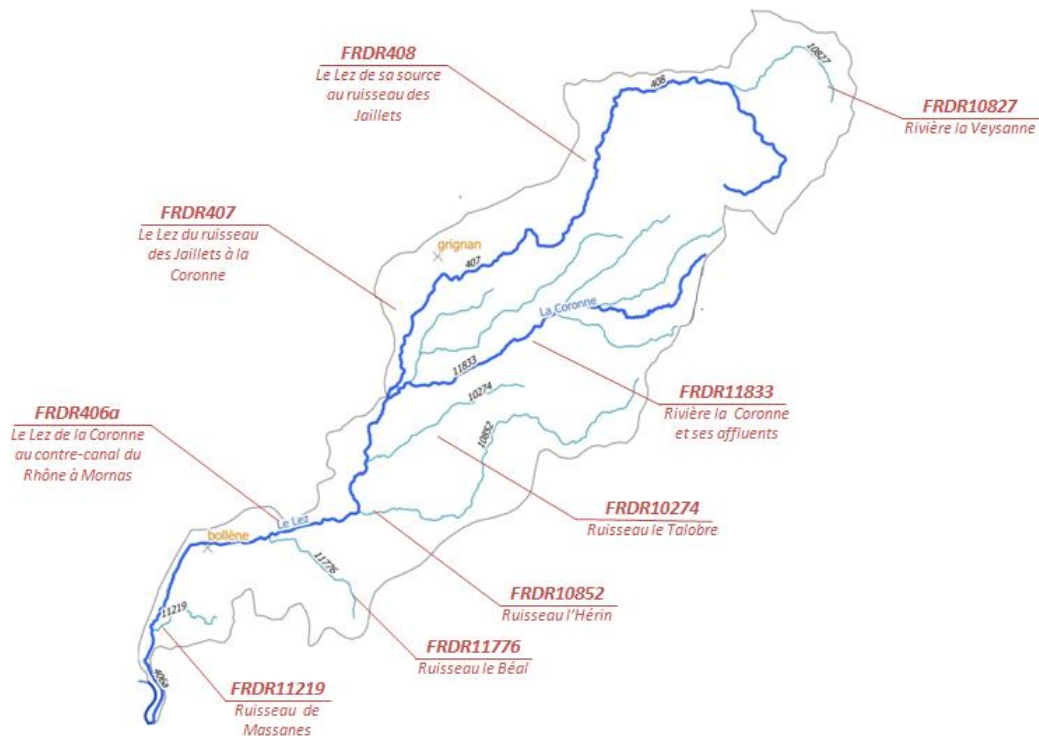 FRDR408
Le Lez de sa source
au ruisseau des
Jaillets
408
10827
FRDR10827
Rivière la Veysanne
FRDR407
Le Lez du ruisseau
des Jaillets à la
Coronne
grignan
407
La Coronne
11833
FRDR11833
Rivière la Coronne
et ses affluents
10274
10852
FRDR406a
Le Lez de la Coronne
au contre-canal du
Rhône à Mornas
FRDR10274
Ruisseau le Talobre
Le Lez
bollène
11776
FRDR10852
Ruisseau l'Hérin
11219
FRDR11776
Ruisseau le Béal
406a
FRDR11219
Ruisseau de
Massanes